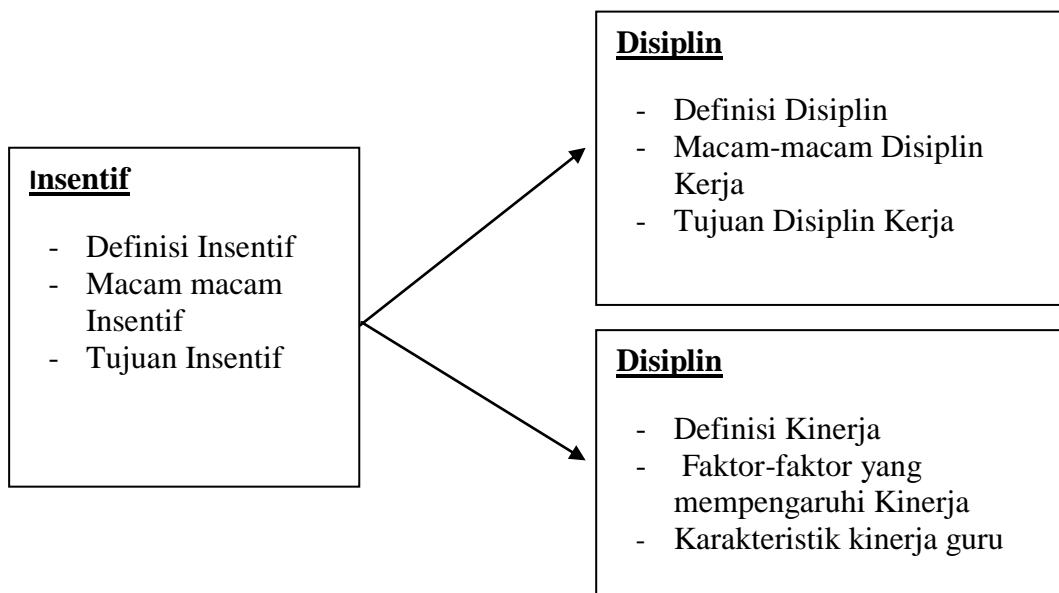 Insentif
- Definisi Insentif
- Macam macam
Insentif
- Tujuan Insentif
Disiplin
- Definisi Disiplin
- Macam-macam Disiplin
Kerja
- Tujuan Disiplin Kerja
Disiplin
- Definisi Kinerja
- Faktor-faktor yang
mempengaruhi Kinerja
- Karakteristik kinerja guru